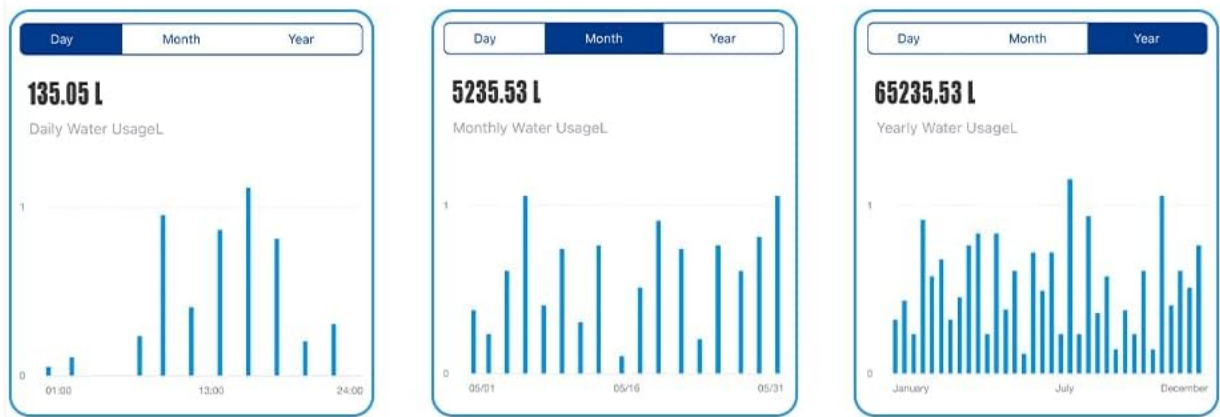 Day Month Year
135.05 L
Daily Water UsageL
1
0
01:00 13:00 24:00
Day Month Year
5235.53 L
Monthly Water UsageL
1
0
05/01 05/16 05/31
Day Month Year
65235.53 L
Yearly Water UsageL
1
0
January July December